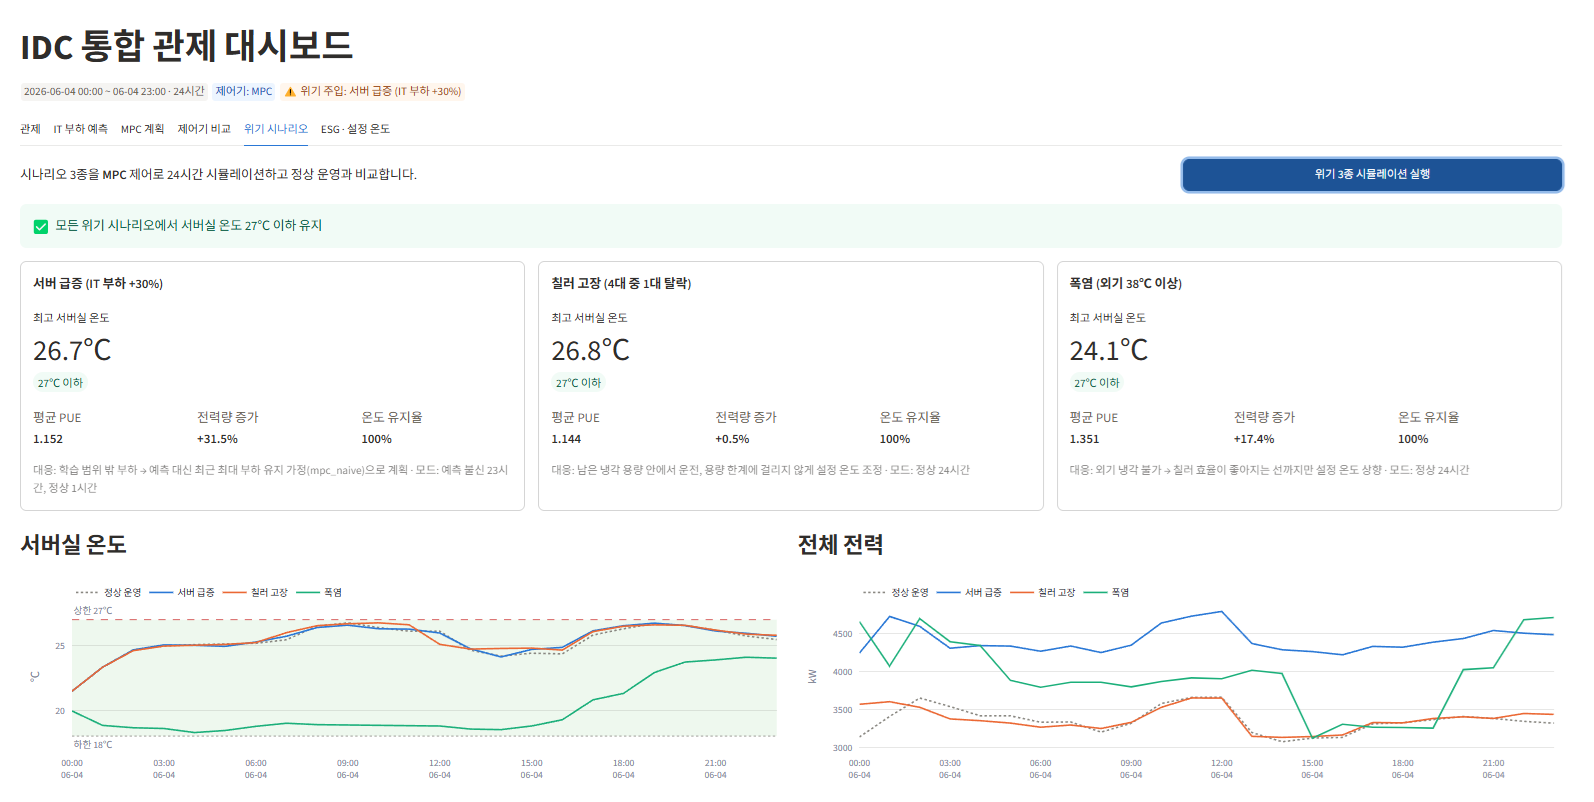 IDC 통합 관제 대시보드
2026-06-04 00:00 ~ 06-04 23:00 · 24시간 제어기: MPC ⚠️ 위기 주입: 서버 급증 (IT 부하 +30%)
관제 IT 부하 예측 MPC 계획 제어기 비교 위기 시나리오 ESG · 설정 온도
시나리오 3종을 MPC 제어로 24시간 시뮬레이션하고 정상 운영과 비교합니다.
위기 3종 시뮬레이션 실행
✅ 모든 위기 시나리오에서 서버실 온도 27°C 이하 유지
서버 급증 (IT 부하 +30%)
최고 서버실 온도
26.7°C
27°C 이하
평균 PUE 전력량 증가 온도 유지율
1.152 +31.5% 100%
대응: 학습 범위 밖 부하 → 예측 대신 최근 최대 부하 유지 가정(mpc_naive)으로 계획 · 모드: 예측 불신 23시
간, 정상 1시간
칠러 고장 (4대 중 1대 탈락)
최고 서버실 온도
26.8°C
27°C 이하
평균 PUE 전력량 증가 온도 유지율
1.144 +0.5% 100%
대응: 남은 냉각 용량 안에서 운전, 용량 한계에 걸리지 않게 설정 온도 조정 · 모드: 정상 24시간
폭염 (외기 38°C 이상)
최고 서버실 온도
24.1°C
27°C 이하
평균 PUE 전력량 증가 온도 유지율
1.351 +17.4% 100%
대응: 외기 냉각 불가 → 칠러 효율이 좋아지는 선까지만 설정 온도 상향 · 모드: 정상 24시간
서버실 온도
정상 운영 서버 급증 칠러 고장 폭염
상한 27°C
25
°C
20
하한 18°C
00:00 03:00 06:00 09:00 12:00 15:00 18:00 21:00
06-04 06-04 06-04 06-04 06-04 06-04 06-04 06-04
전체 전력
정상 운영 서버 급증 칠러 고장 폭염
4500
4000
kW
3500
3000
00:00 03:00 06:00 09:00 12:00 15:00 18:00 21:00
06-04 06-04 06-04 06-04 06-04 06-04 06-04 06-04